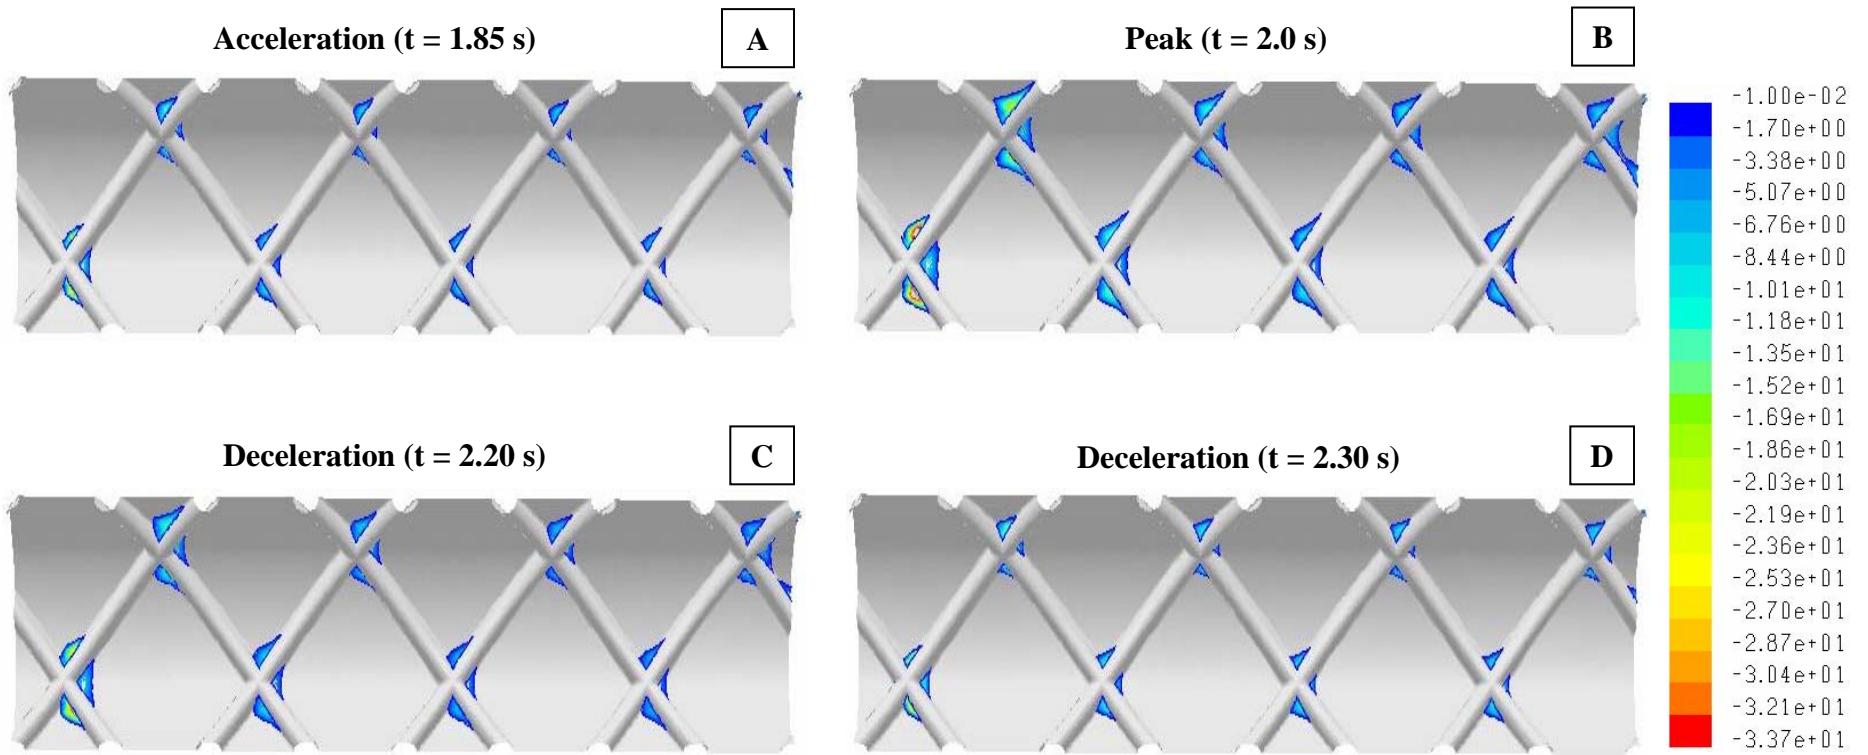 Acceleration (t = 1.85 s)
A
Peak (t = 2.0 s)
B
-1.00e-02
-1.70e+00
-3.38e+00
-5.07e+00
-6.76e+00
-8.44e+00
-1.01e+01
-1.18e+01
-1.35e+01
-1.52e+01
-1.69e+01
-1.86e+01
-2.03e+01
-2.19e+01
-2.36e+01
-2.53e+01
-2.70e+01
-2.87e+01
-3.04e+01
-3.21e+01
-3.37e+01
Deceleration (t = 2.20 s)
C
Deceleration (t = 2.30 s)
D